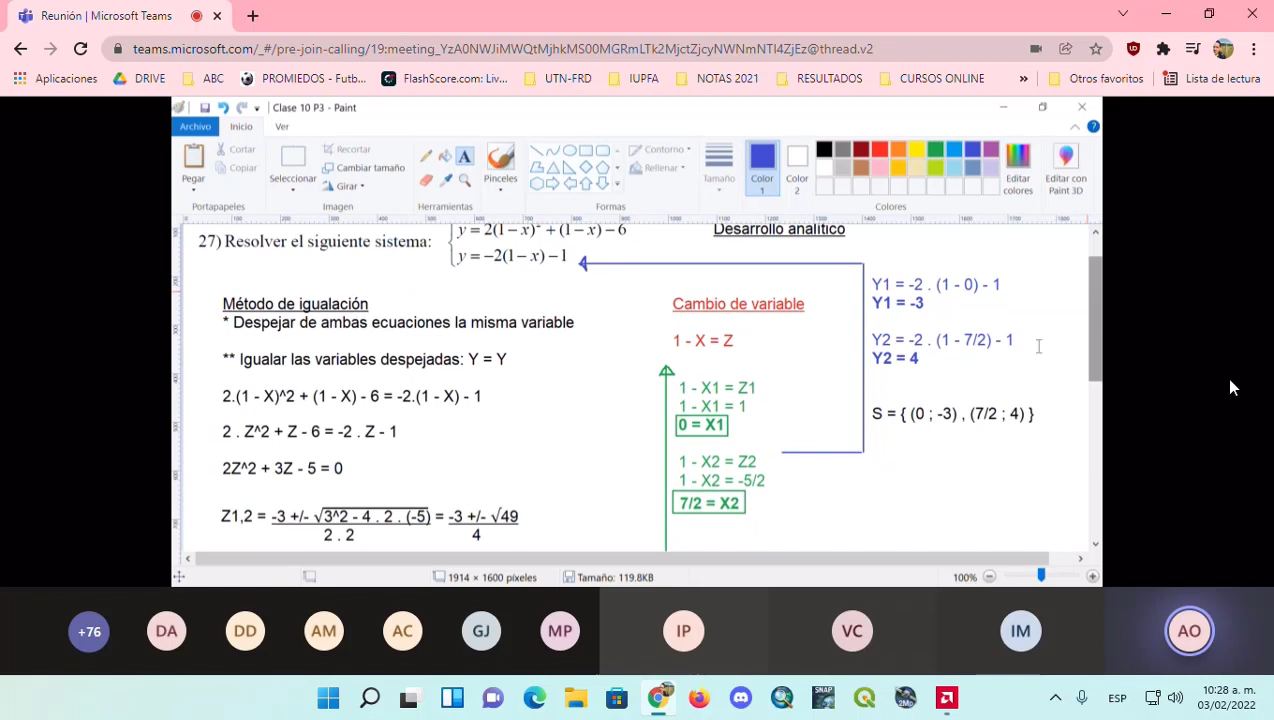 Reunión | Microsoft Teams
teams.microsoft.com/_#/pre-join-calling/19:meeting_YzA0NWJiMWQtMjhkMS00MGRmLTk2MjctZjcyNWNmNTI4ZjEz@thread.v2
Aplicaciones DRIVE ABC PROMIEDOS - Futb... FlashScore.com: Liv... UTN-FRD IUPFA NOTAS 2021 RESULTADOS CURSOS ONLINE » Otros favoritos Lista de lectura
Clase 10 P3 - Paint
Archivo Inicio Ver
Pegar
Cortar
Copiar
Portapapeles
Seleccionar
Recortar
Cambiar tamaño
Girar
Imagen
A
Herramientas
Pinceles
Contorno
Rellenar
Formas
Tamaño
Color 1
Color 2
Editar colores
Editar con Paint 3D
Colores
27) Resolver el siguiente sistema:
y = 2(1-x)² + (1-x) - 6
y = -2(1-x) - 1
Desarrollo analítico
Método de igualación
* Despejar de ambas ecuaciones la misma variable
** Igualar las variables despejadas: Y = Y
2.(1 - X)^2 + (1 - X) - 6 = -2.(1 - X) - 1
2 . Z^2 + Z - 6 = -2 . Z - 1
2Z^2 + 3Z - 5 = 0
Z1,2 = -3 +/- √3^2 - 4 . 2 . (-5) = -3 +/- √49
2 . 2 4
Cambio de variable
1 - X = Z
1 - X1 = Z1
1 - X1 = 1
0 = X1
1 - X2 = Z2
1 - X2 = -5/2
7/2 = X2
Y1 = -2 . (1 - 0) - 1
Y1 = -3
Y2 = -2 . (1 - 7/2) - 1
Y2 = 4
S = { (0 ; -3) , (7/2 ; 4) }
1914 × 1600 píxeles Tamaño: 119.8KB 100%
+76 DA DD AM AC GJ MP IP VC IM AO
SNAP
ESP
10:28 a. m.
03/02/2022